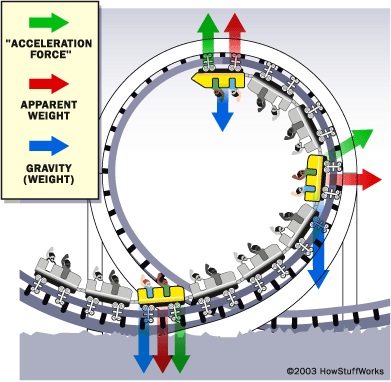 "ACCELERATION
FORCE"
APPARENT
WEIGHT
GRAVITY
(WEIGHT)
©2003 HowStuffWorks